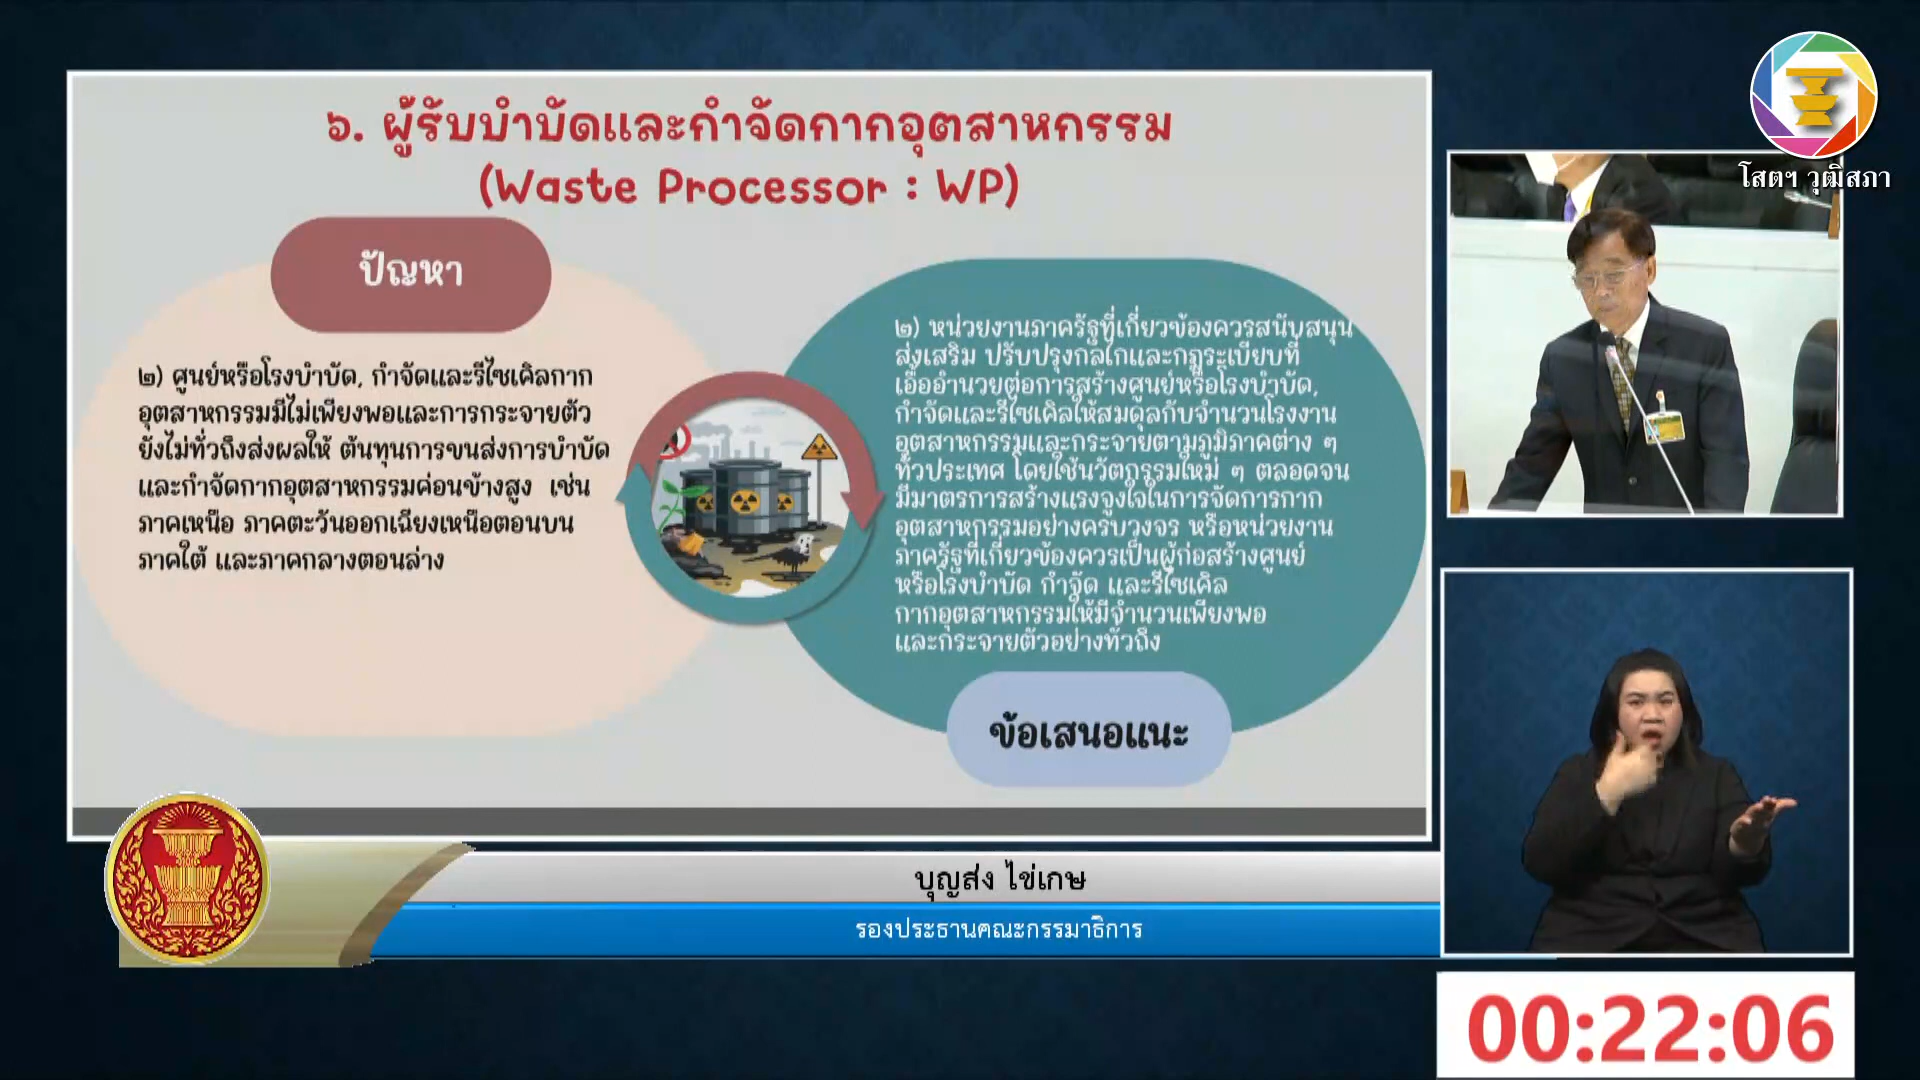 ๖. ผู้รับบำบัดและกำจัดกากอุตสาหกรรม
(Waste Processor : WP)
ปัญหา
๒) ศูนย์หรือโรงบำบัด, กำจัดและรีไซเคิลกาก
อุตสาหกรรมมีไม่เพียงพอและการกระจายตัว
ยังไม่ทั่วถึงส่งผลให้ ต้นทุนการขนส่งการบำบัด
และกำจัดกากอุตสาหกรรมค่อนข้างสูง เช่น
ภาคเหนือ ภาคตะวันออกเฉียงเหนือตอนบน
ภาคใต้ และภาคกลางตอนล่าง
๒) หน่วยงานภาครัฐที่เกี่ยวข้องควรสนับสนุน
ส่งเสริม ปรับปรุงกลไกและกฎระเบียบที่
เอื้ออำนวยต่อการสร้างศูนย์หรือโรงบำบัด,
กำจัดและรีไซเคิลให้สมดุลกับจำนวนโรงงาน
อุตสาหกรรมและกระจายตามภูมิภาคต่าง ๆ
ทั่วประเทศ โดยใช้นวัตกรรมใหม่ ๆ ตลอดจน
มีมาตรการสร้างแรงจูงใจในการจัดการกาก
อุตสาหกรรมอย่างครบวงจร หรือหน่วยงาน
ภาครัฐที่เกี่ยวข้องควรเป็นผู้ก่อสร้างศูนย์
หรือโรงบำบัด กำจัด และรีไซเคิล
กากอุตสาหกรรมให้มีจำนวนเพียงพอ
และกระจายตัวอย่างทั่วถึง
ข้อเสนอแนะ
โสตฯ วุฒิสภา
บุญส่ง ไข่เกษ
รองประธานคณะกรรมาธิการ
00:22:06